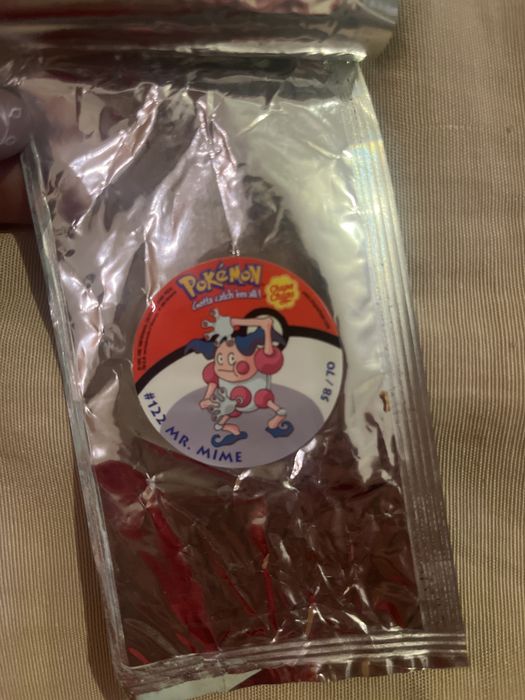 POKéMON
Gotta catch 'em all!
Chupa
Chups
58 / 70
#122 MR. MIME